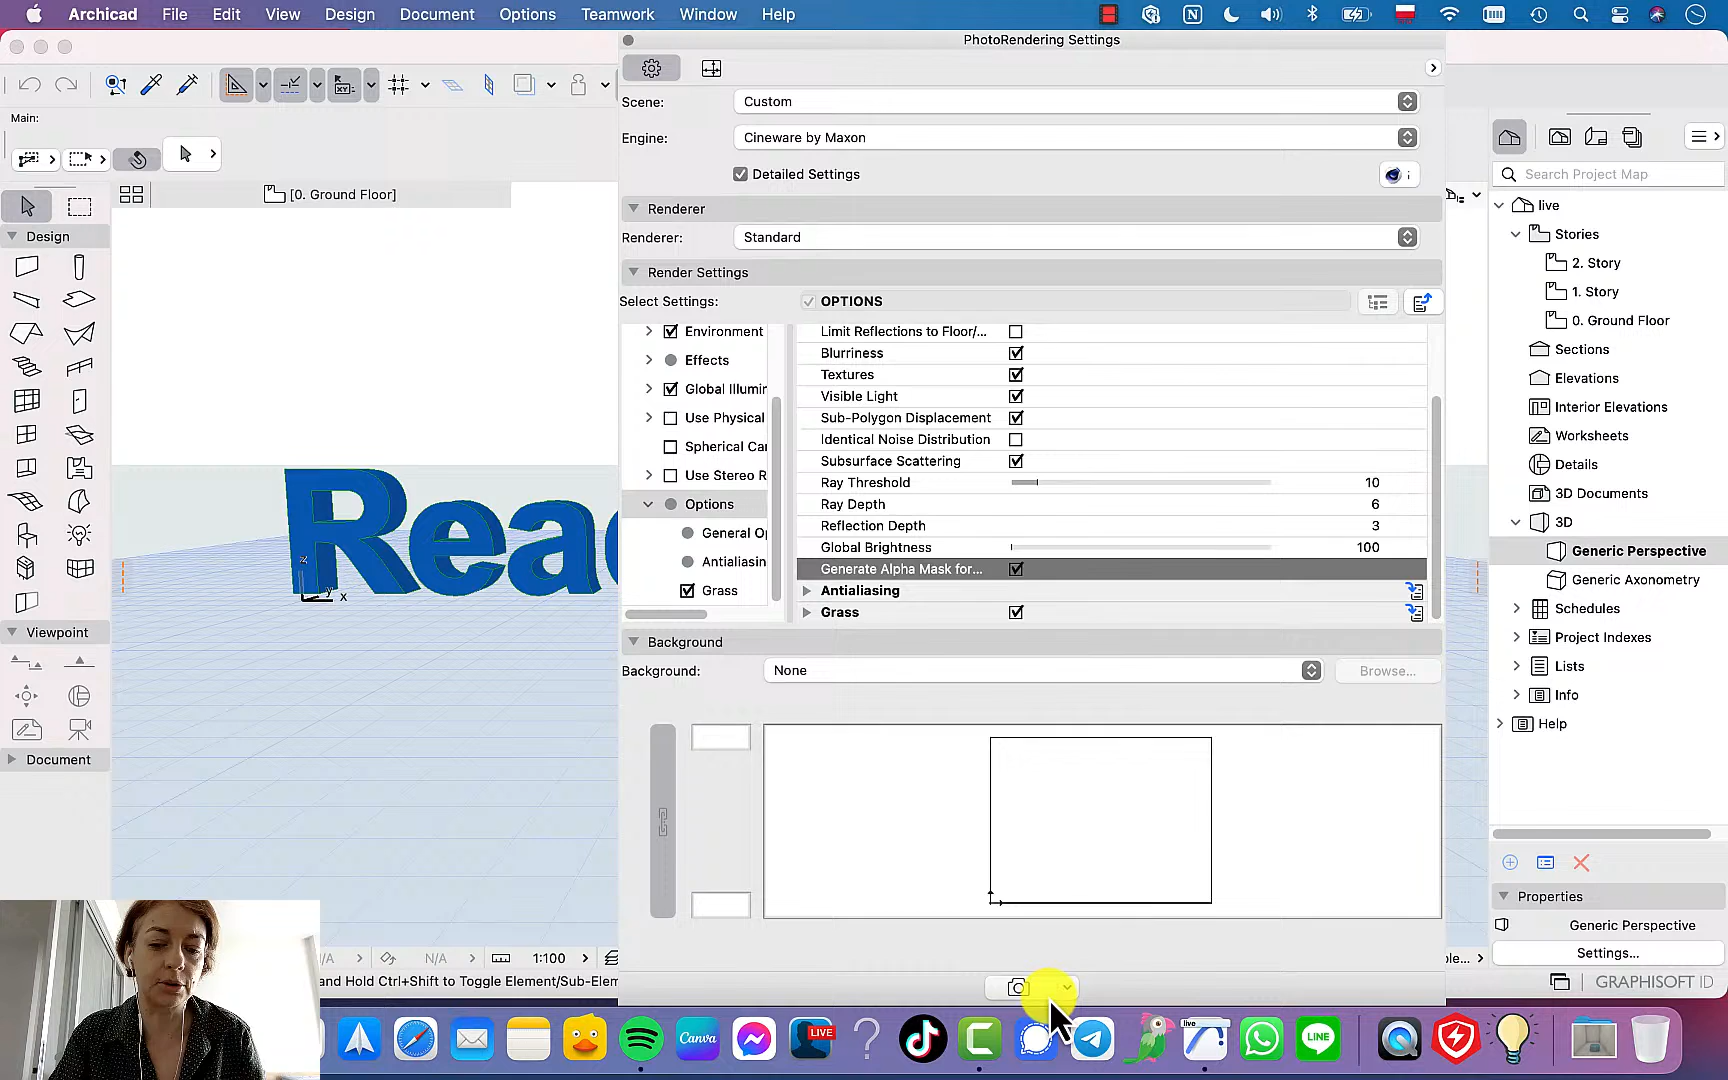 Archicad File Edit View Design Document Options Teamwork Window Help
PhotoRendering Settings
Main:
[0. Ground Floor]
Design
Viewpoint
Document
Scene: Custom
Engine: Cineware by Maxon
Detailed Settings
i
Renderer
Renderer: Standard
Render Settings
Select Settings: OPTIONS
Environment
Effects
Global Illumin
Use Physical
Spherical Ca
Use Stereo R
Options
General Op
Antialiasin
Grass
Limit Reflections to Floor/...
Blurriness
Textures
Visible Light
Sub-Polygon Displacement
Identical Noise Distribution
Subsurface Scattering
Ray Threshold 10
Ray Depth 6
Reflection Depth 3
Global Brightness 100
Generate Alpha Mask for...
Antialiasing
Grass
Background
Background: None Browse...
Rea
z
y
x
N/A 1:100
and Hold Ctrl+Shift to Toggle Element/Sub-Elem
Search Project Map
live
Stories
2. Story
1. Story
0. Ground Floor
Sections
Elevations
Interior Elevations
Worksheets
Details
3D Documents
3D
Generic Perspective
Generic Axonometry
Schedules
Project Indexes
Lists
Info
Help
Properties
Generic Perspective
Settings...
GRAPHISOFT ID
Canva
LIVE
live
LINE